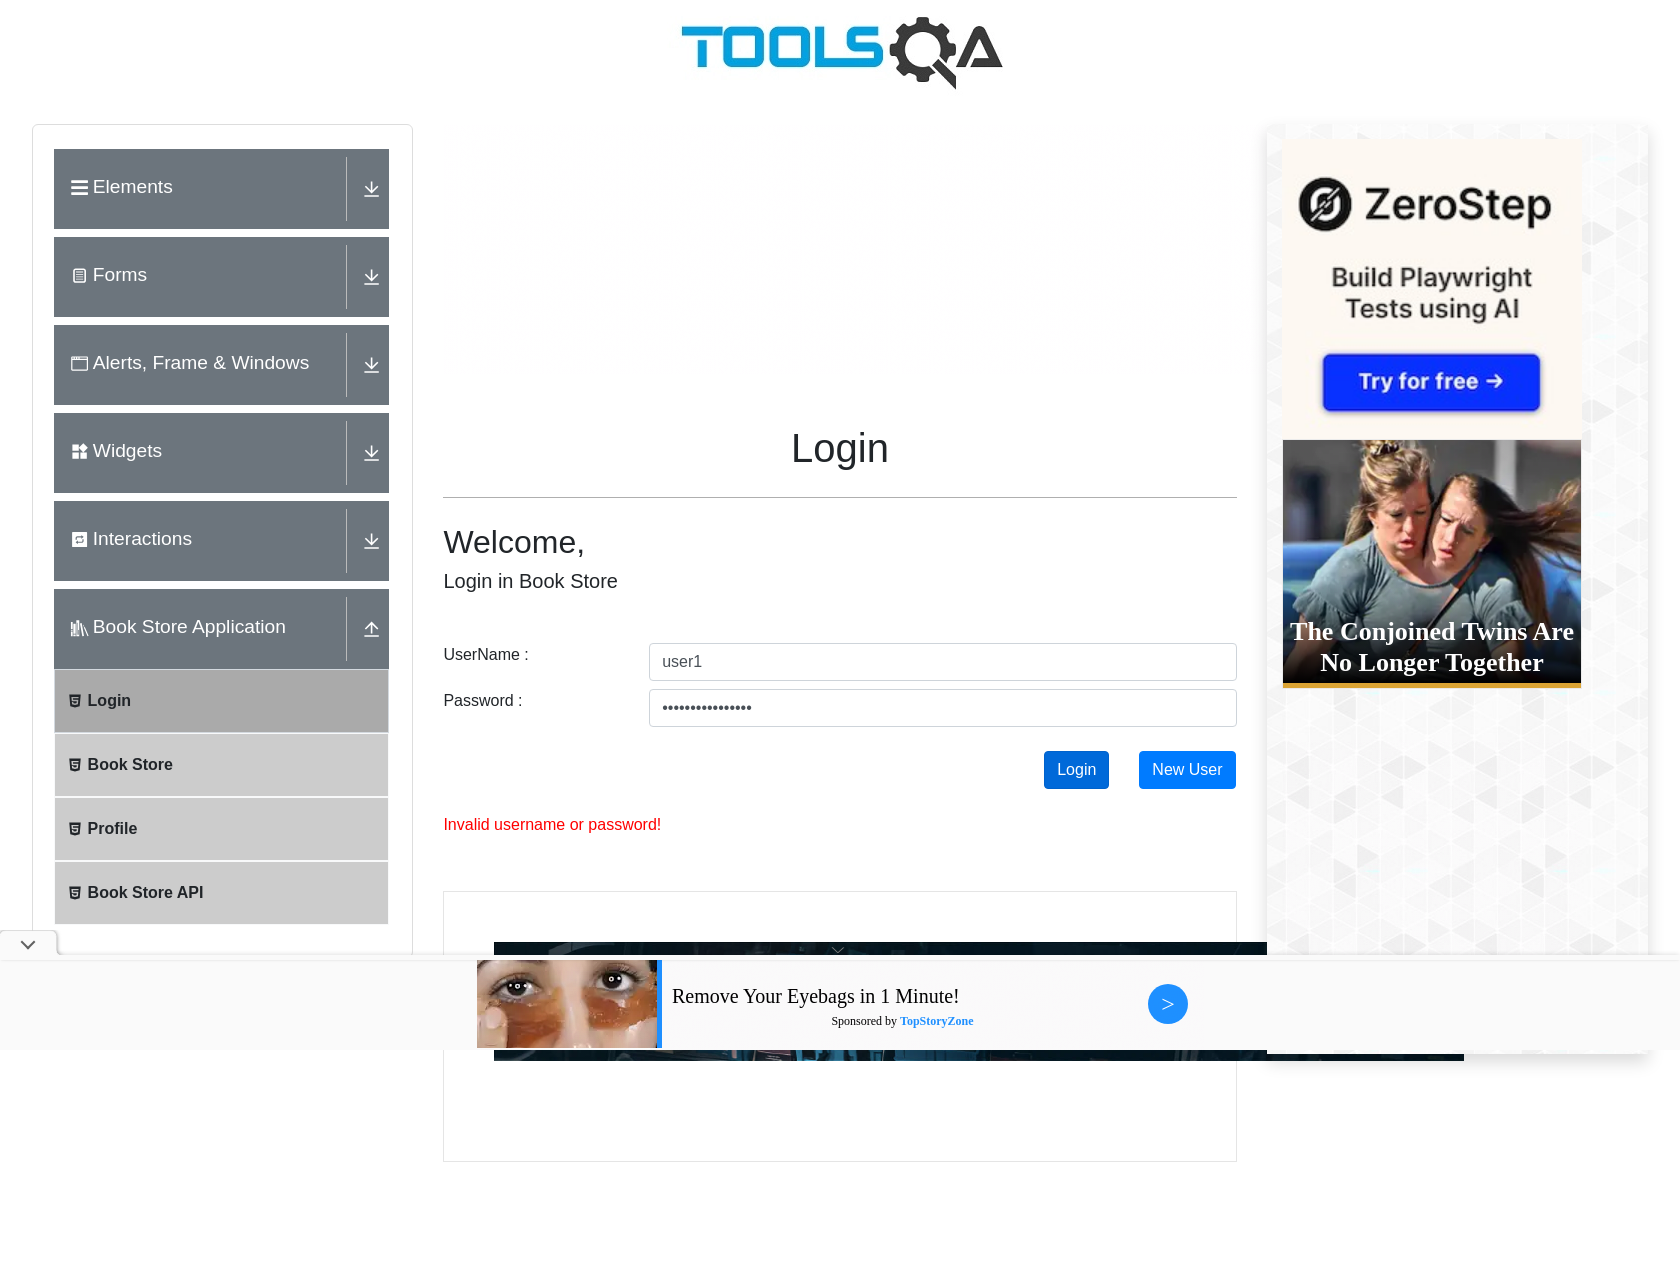 TOOLSQA
Elements
Forms
Alerts, Frame & Windows
Widgets
Interactions
Book Store Application
Login
Book Store
Profile
Book Store API
Login
Welcome,
Login in Book Store
UserName :
user1
Password :
••••••••••••••••
Login
New User
Invalid username or password!
ZeroStep
Build Playwright
Tests using AI
Try for free →
The Conjoined Twins Are
No Longer Together
Remove Your Eyebags in 1 Minute!
Sponsored by TopStoryZone
>